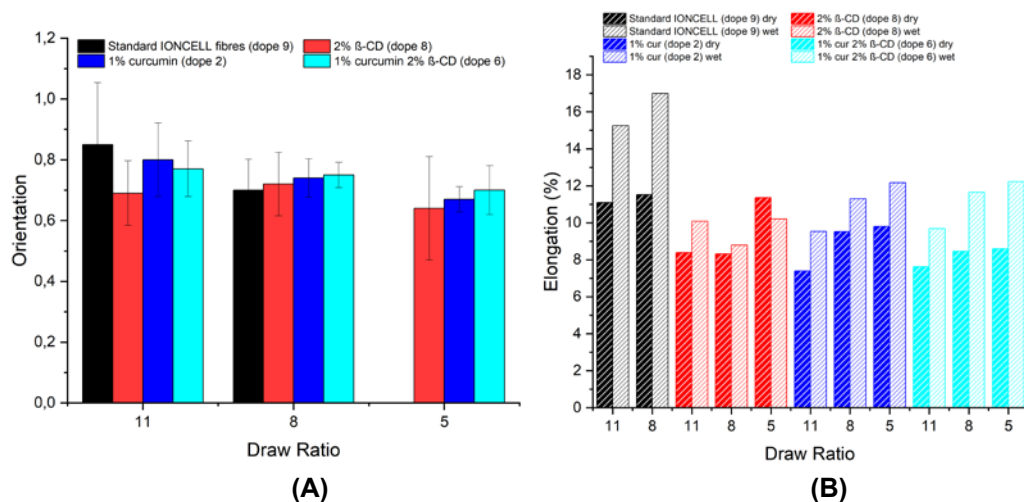 1,2
1,0
0,8
0,6
0,4
0,2
0,0
Orientation
Standard IONCELL fibres (dope 9)
2% ß-CD (dope 8)
1% curcumin (dope 2)
1% curcumin 2% ß-CD (dope 6)
11 8 5
Draw Ratio
(A)
Standard IONCELL (dope 9) dry
2% ß-CD (dope 8) dry
Standard IONCELL (dope 9) wet
2% ß-CD (dope 8) wet
1% cur (dope 2) dry
1% cur 2% ß-CD (dope 6) dry
1% cur (dope 2) wet
1% cur 2% ß-CD (dope 6) wet
18
16
14
12
10
8
6
4
2
0
Elongation (%)
11 8 11 8 5 11 8 5 11 8 5
Draw Ratio
(B)